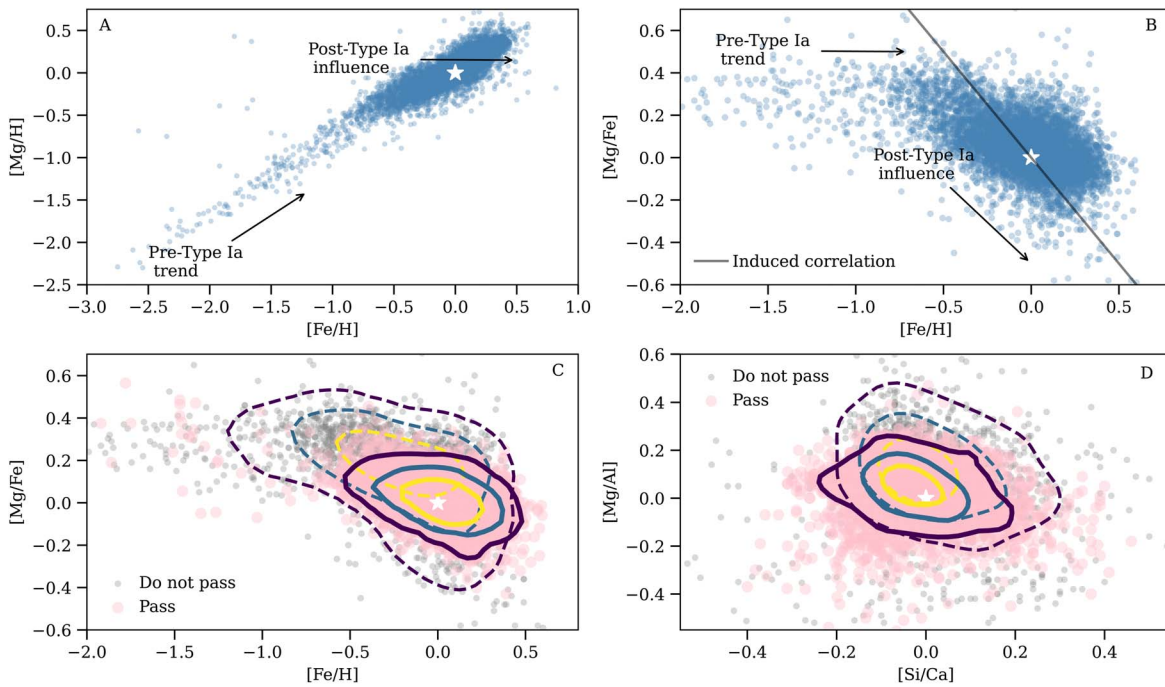 A
Post-Type Ia
influence
Pre-Type Ia
trend
0.5
0.0
−0.5
−1.0
−1.5
−2.0
−2.5
[Mg/H]
−3.0 −2.5 −2.0 −1.5 −1.0 −0.5 0.0 0.5 1.0
[Fe/H]
B
Pre-Type Ia
trend
Post-Type Ia
influence
Induced correlation
0.6
0.4
0.2
0.0
−0.2
−0.4
−0.6
[Mg/Fe]
−2.0 −1.5 −1.0 −0.5 0.0 0.5
[Fe/H]
C
Do not pass
Pass
0.6
0.4
0.2
0.0
−0.2
−0.4
−0.6
[Mg/Fe]
−2.0 −1.5 −1.0 −0.5 0.0 0.5
[Fe/H]
D
Do not pass
Pass
0.6
0.4
0.2
0.0
−0.2
−0.4
[Mg/Al]
−0.4 −0.2 0.0 0.2 0.4
[Si/Ca]